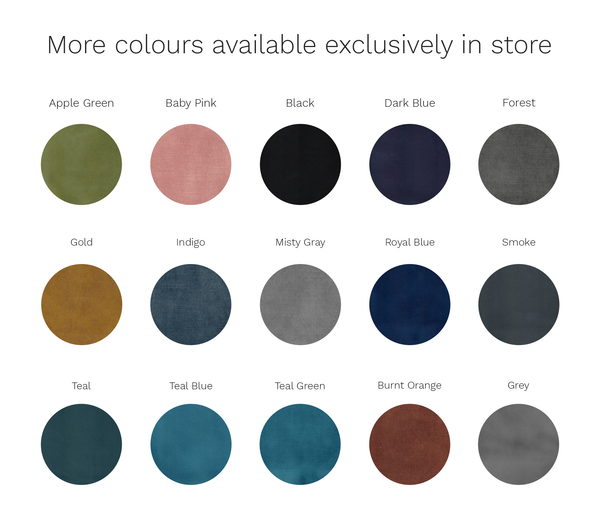 More colours available exclusively in store
Apple Green Baby Pink Black Dark Blue Forest
Gold Indigo Misty Gray Royal Blue Smoke
Teal Teal Blue Teal Green Burnt Orange Grey